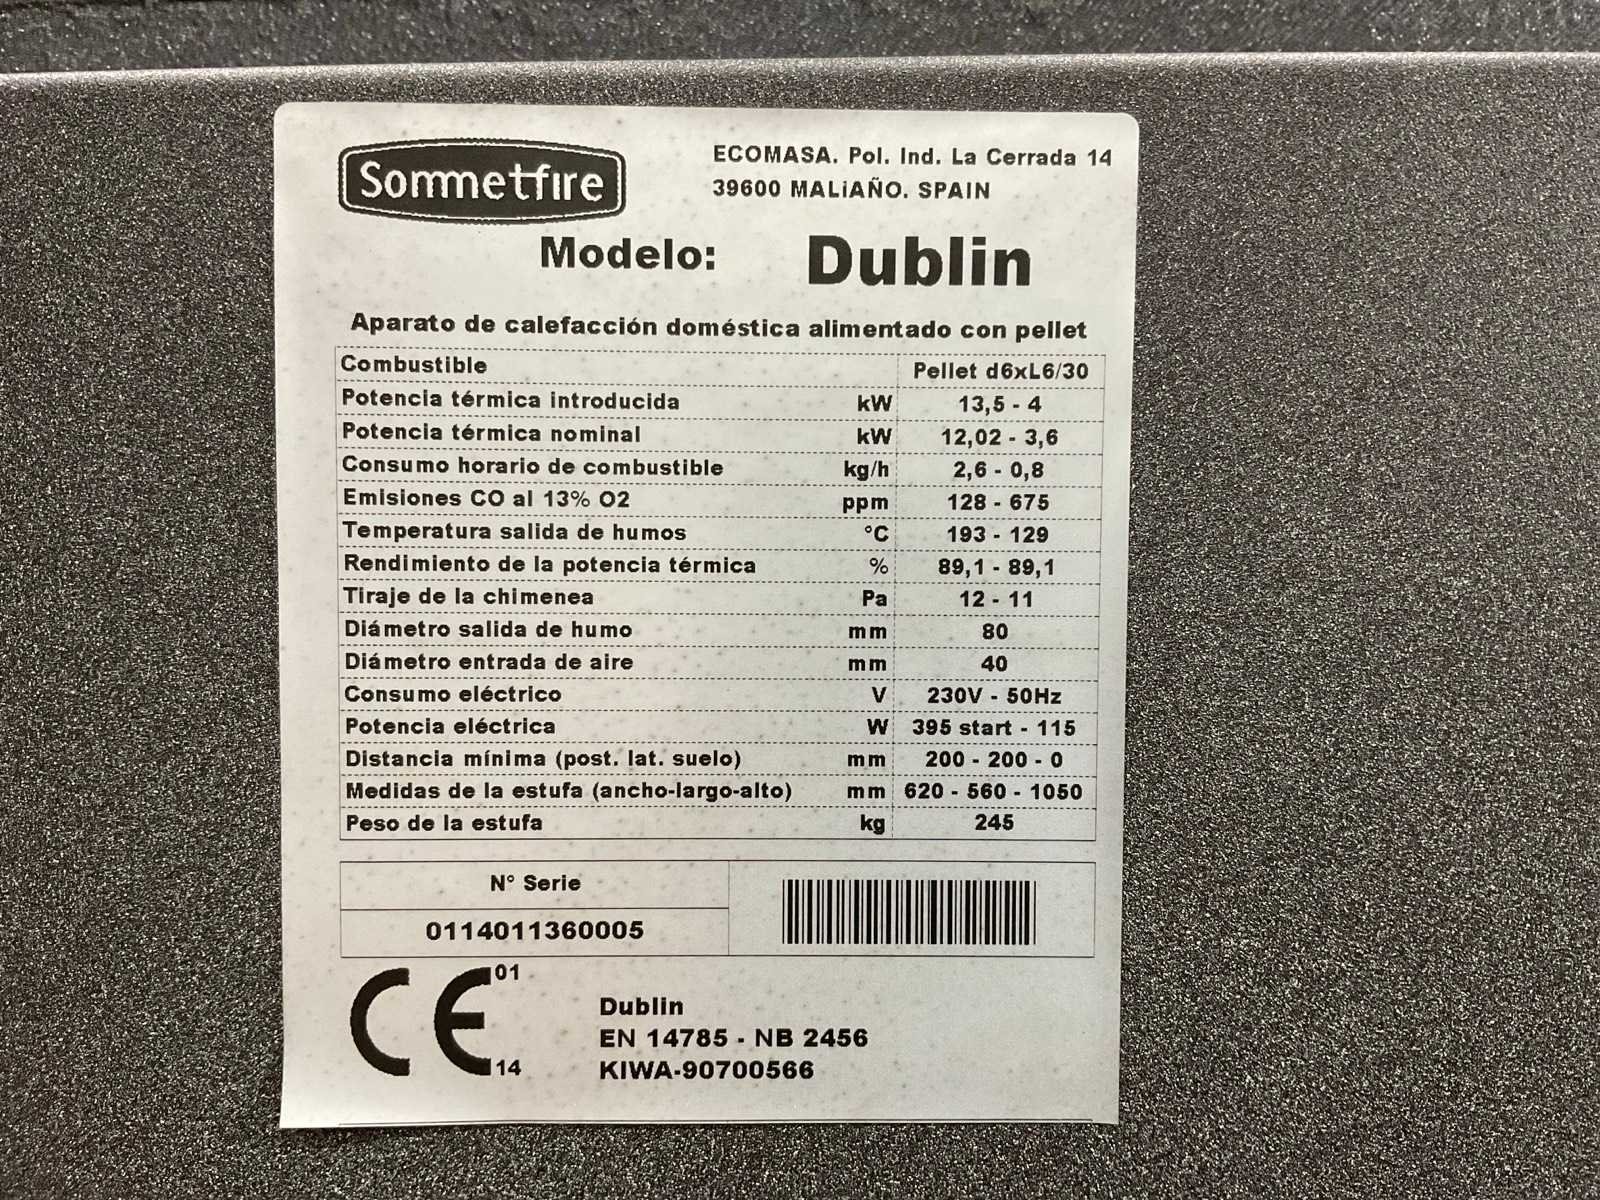 Sommetfire
ECOMASA. Pol. Ind. La Cerrada 14
39600 MALiAÑO. SPAIN
Modelo: Dublin
Aparato de calefacción doméstica alimentado con pellet
Combustible Pellet d6xL6/30
Potencia térmica introducida kW 13,5 - 4
Potencia térmica nominal kW 12,02 - 3,6
Consumo horario de combustible kg/h 2,6 - 0,8
Emisiones CO al 13% O2 ppm 128 - 675
Temperatura salida de humos °C 193 - 129
Rendimiento de la potencia térmica % 89,1 - 89,1
Tiraje de la chimenea Pa 12 - 11
Diámetro salida de humo mm 80
Diámetro entrada de aire mm 40
Consumo eléctrico V 230V - 50Hz
Potencia eléctrica W 395 start - 115
Distancia mínima (post. lat. suelo) mm 200 - 200 - 0
Medidas de la estufa (ancho-largo-alto) mm 620 - 560 - 1050
Peso de la estufa kg 245
N° Serie
0114011360005
CE 01
14
Dublin
EN 14785 - NB 2456
KIWA-90700566